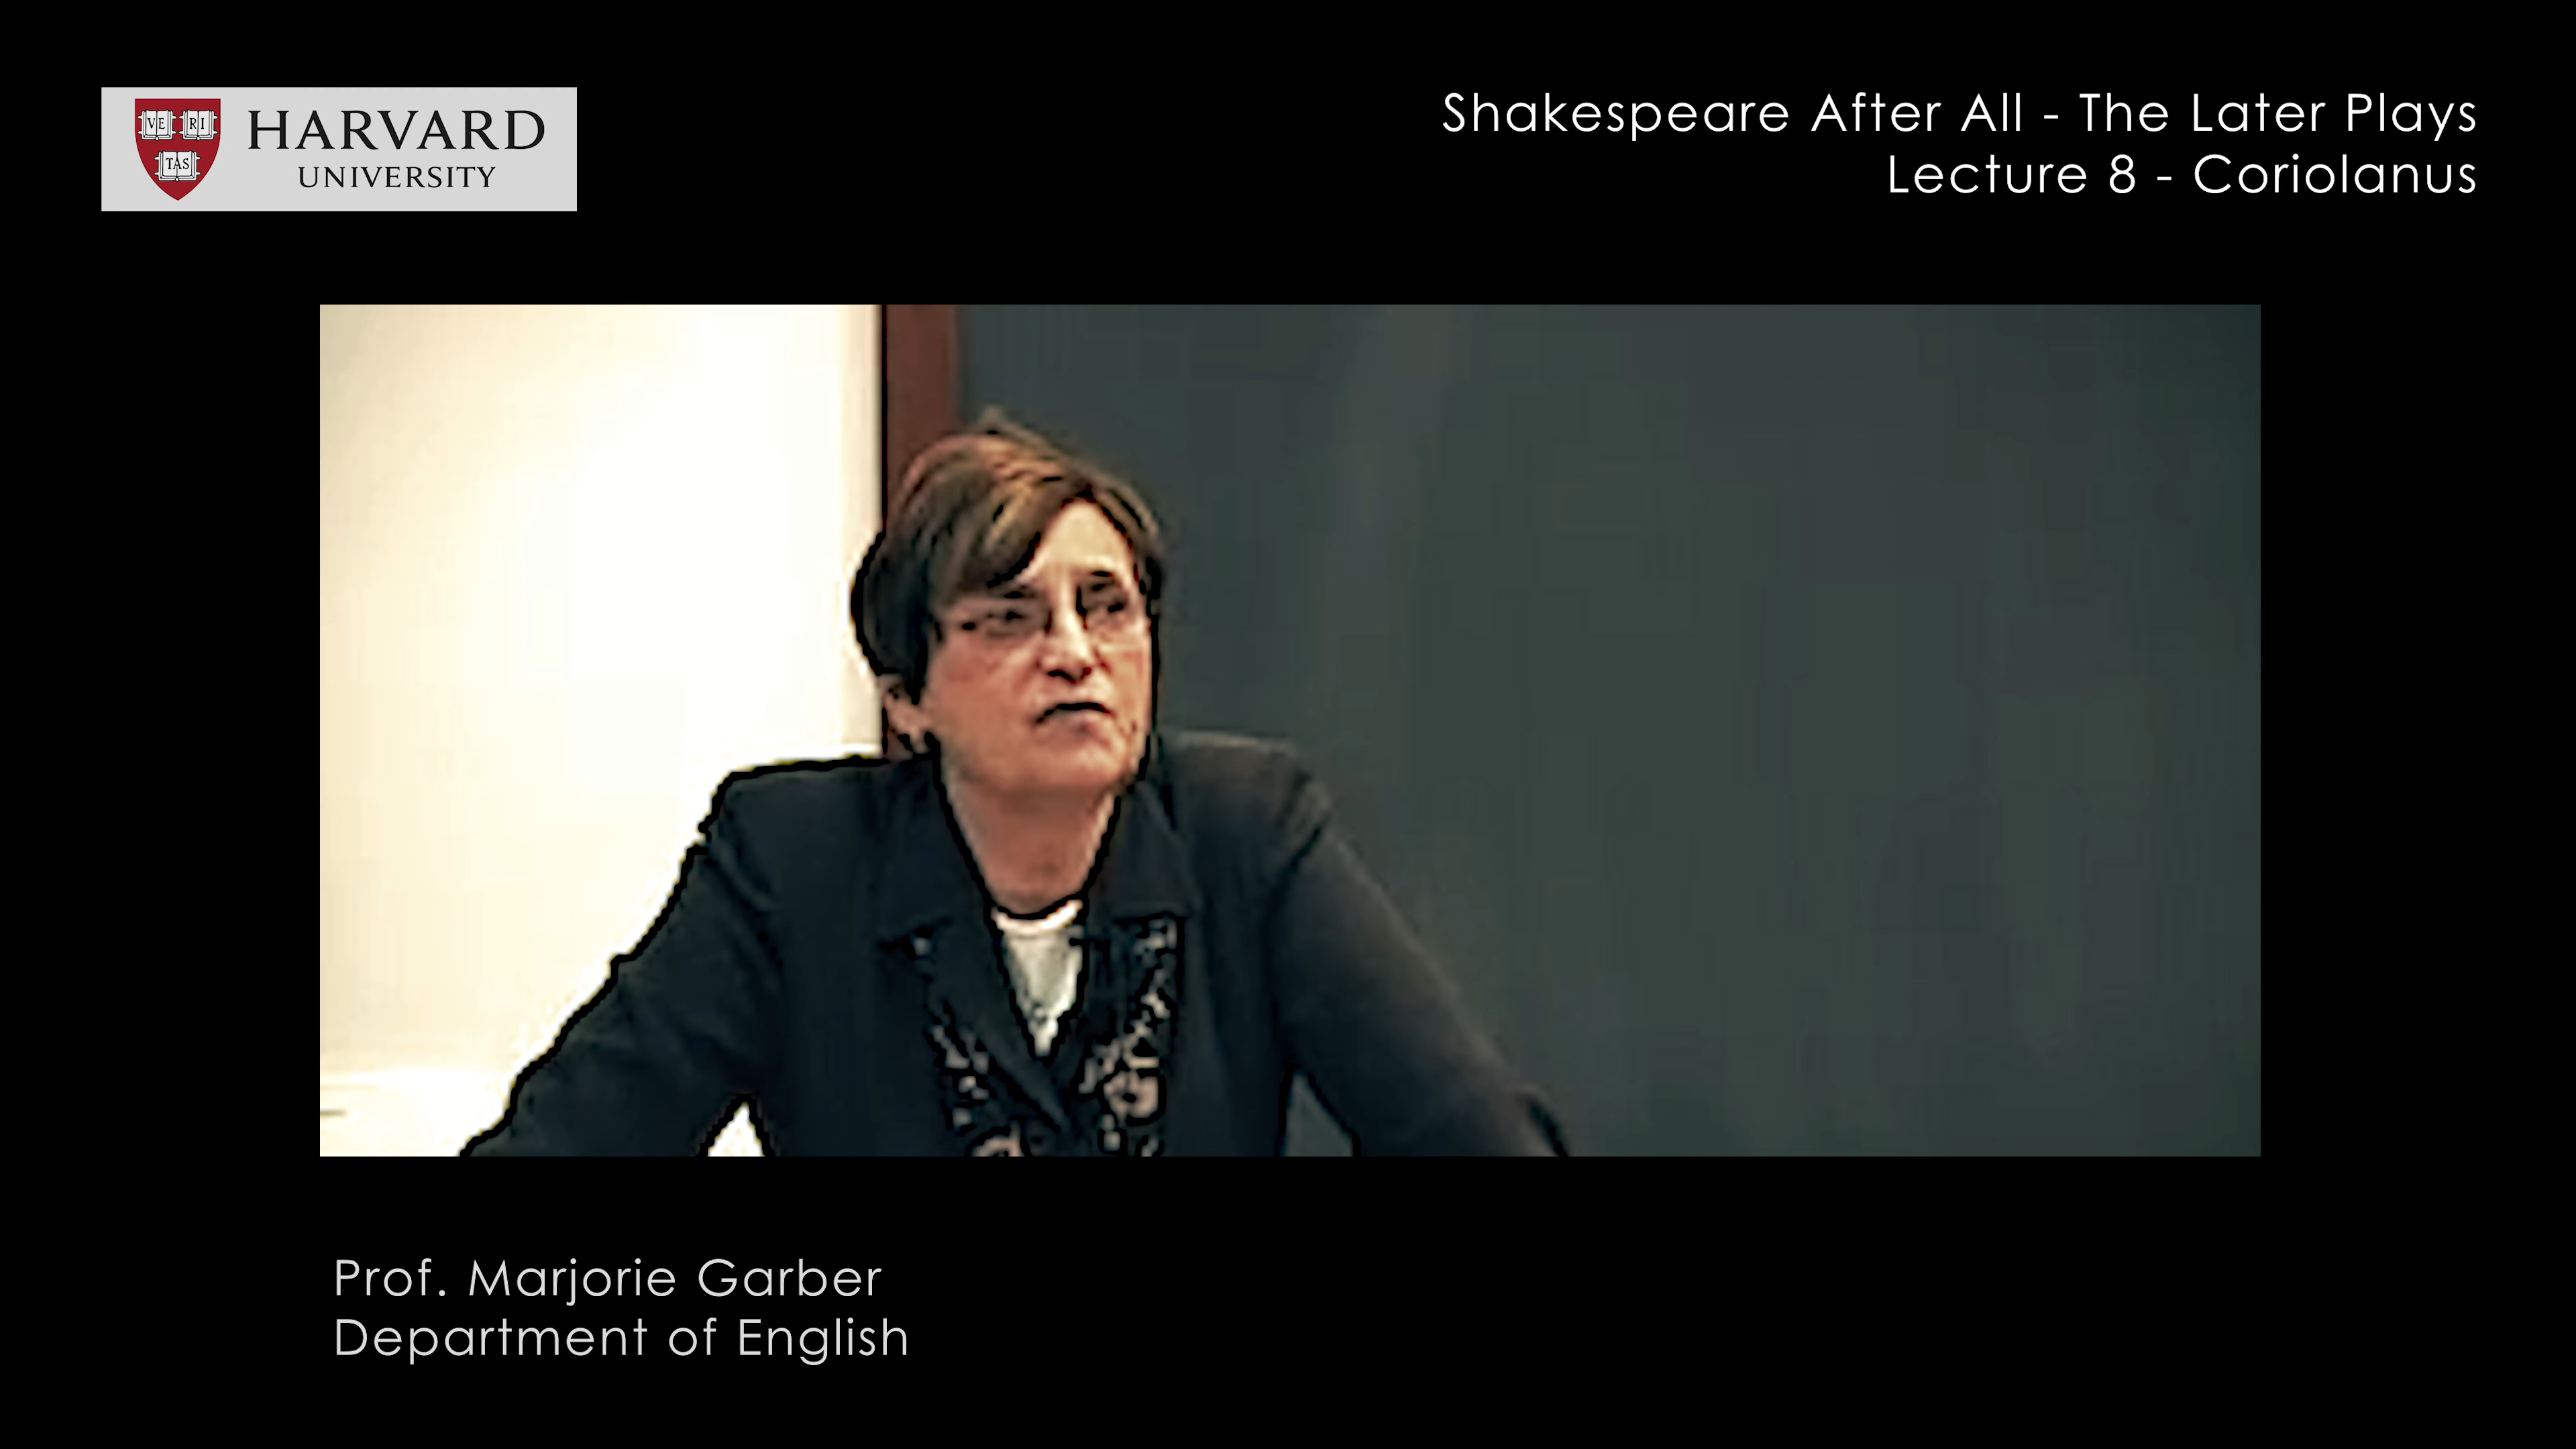 VE RI
TAS
HARVARD
UNIVERSITY
Shakespeare After All - The Later Plays
Lecture 8 - Coriolanus
Prof. Marjorie Garber
Department of English